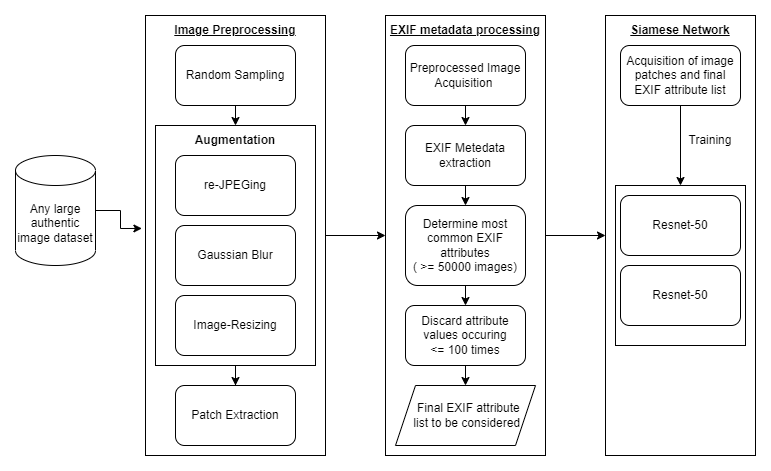 Any large
authentic
image dataset
Image Preprocessing
Random Sampling
Augmentation
re-JPEGing
Gaussian Blur
Image-Resizing
Patch Extraction
EXIF metadata processing
Preprocessed Image
Acquisition
EXIF Metedata
extraction
Determine most
common EXIF
attributes
( >= 50000 images)
Discard attribute
values occuring
<= 100 times
Final EXIF attribute
list to be considered
Siamese Network
Acquisition of image
patches and final
EXIF attribute list
Training
Resnet-50
Resnet-50